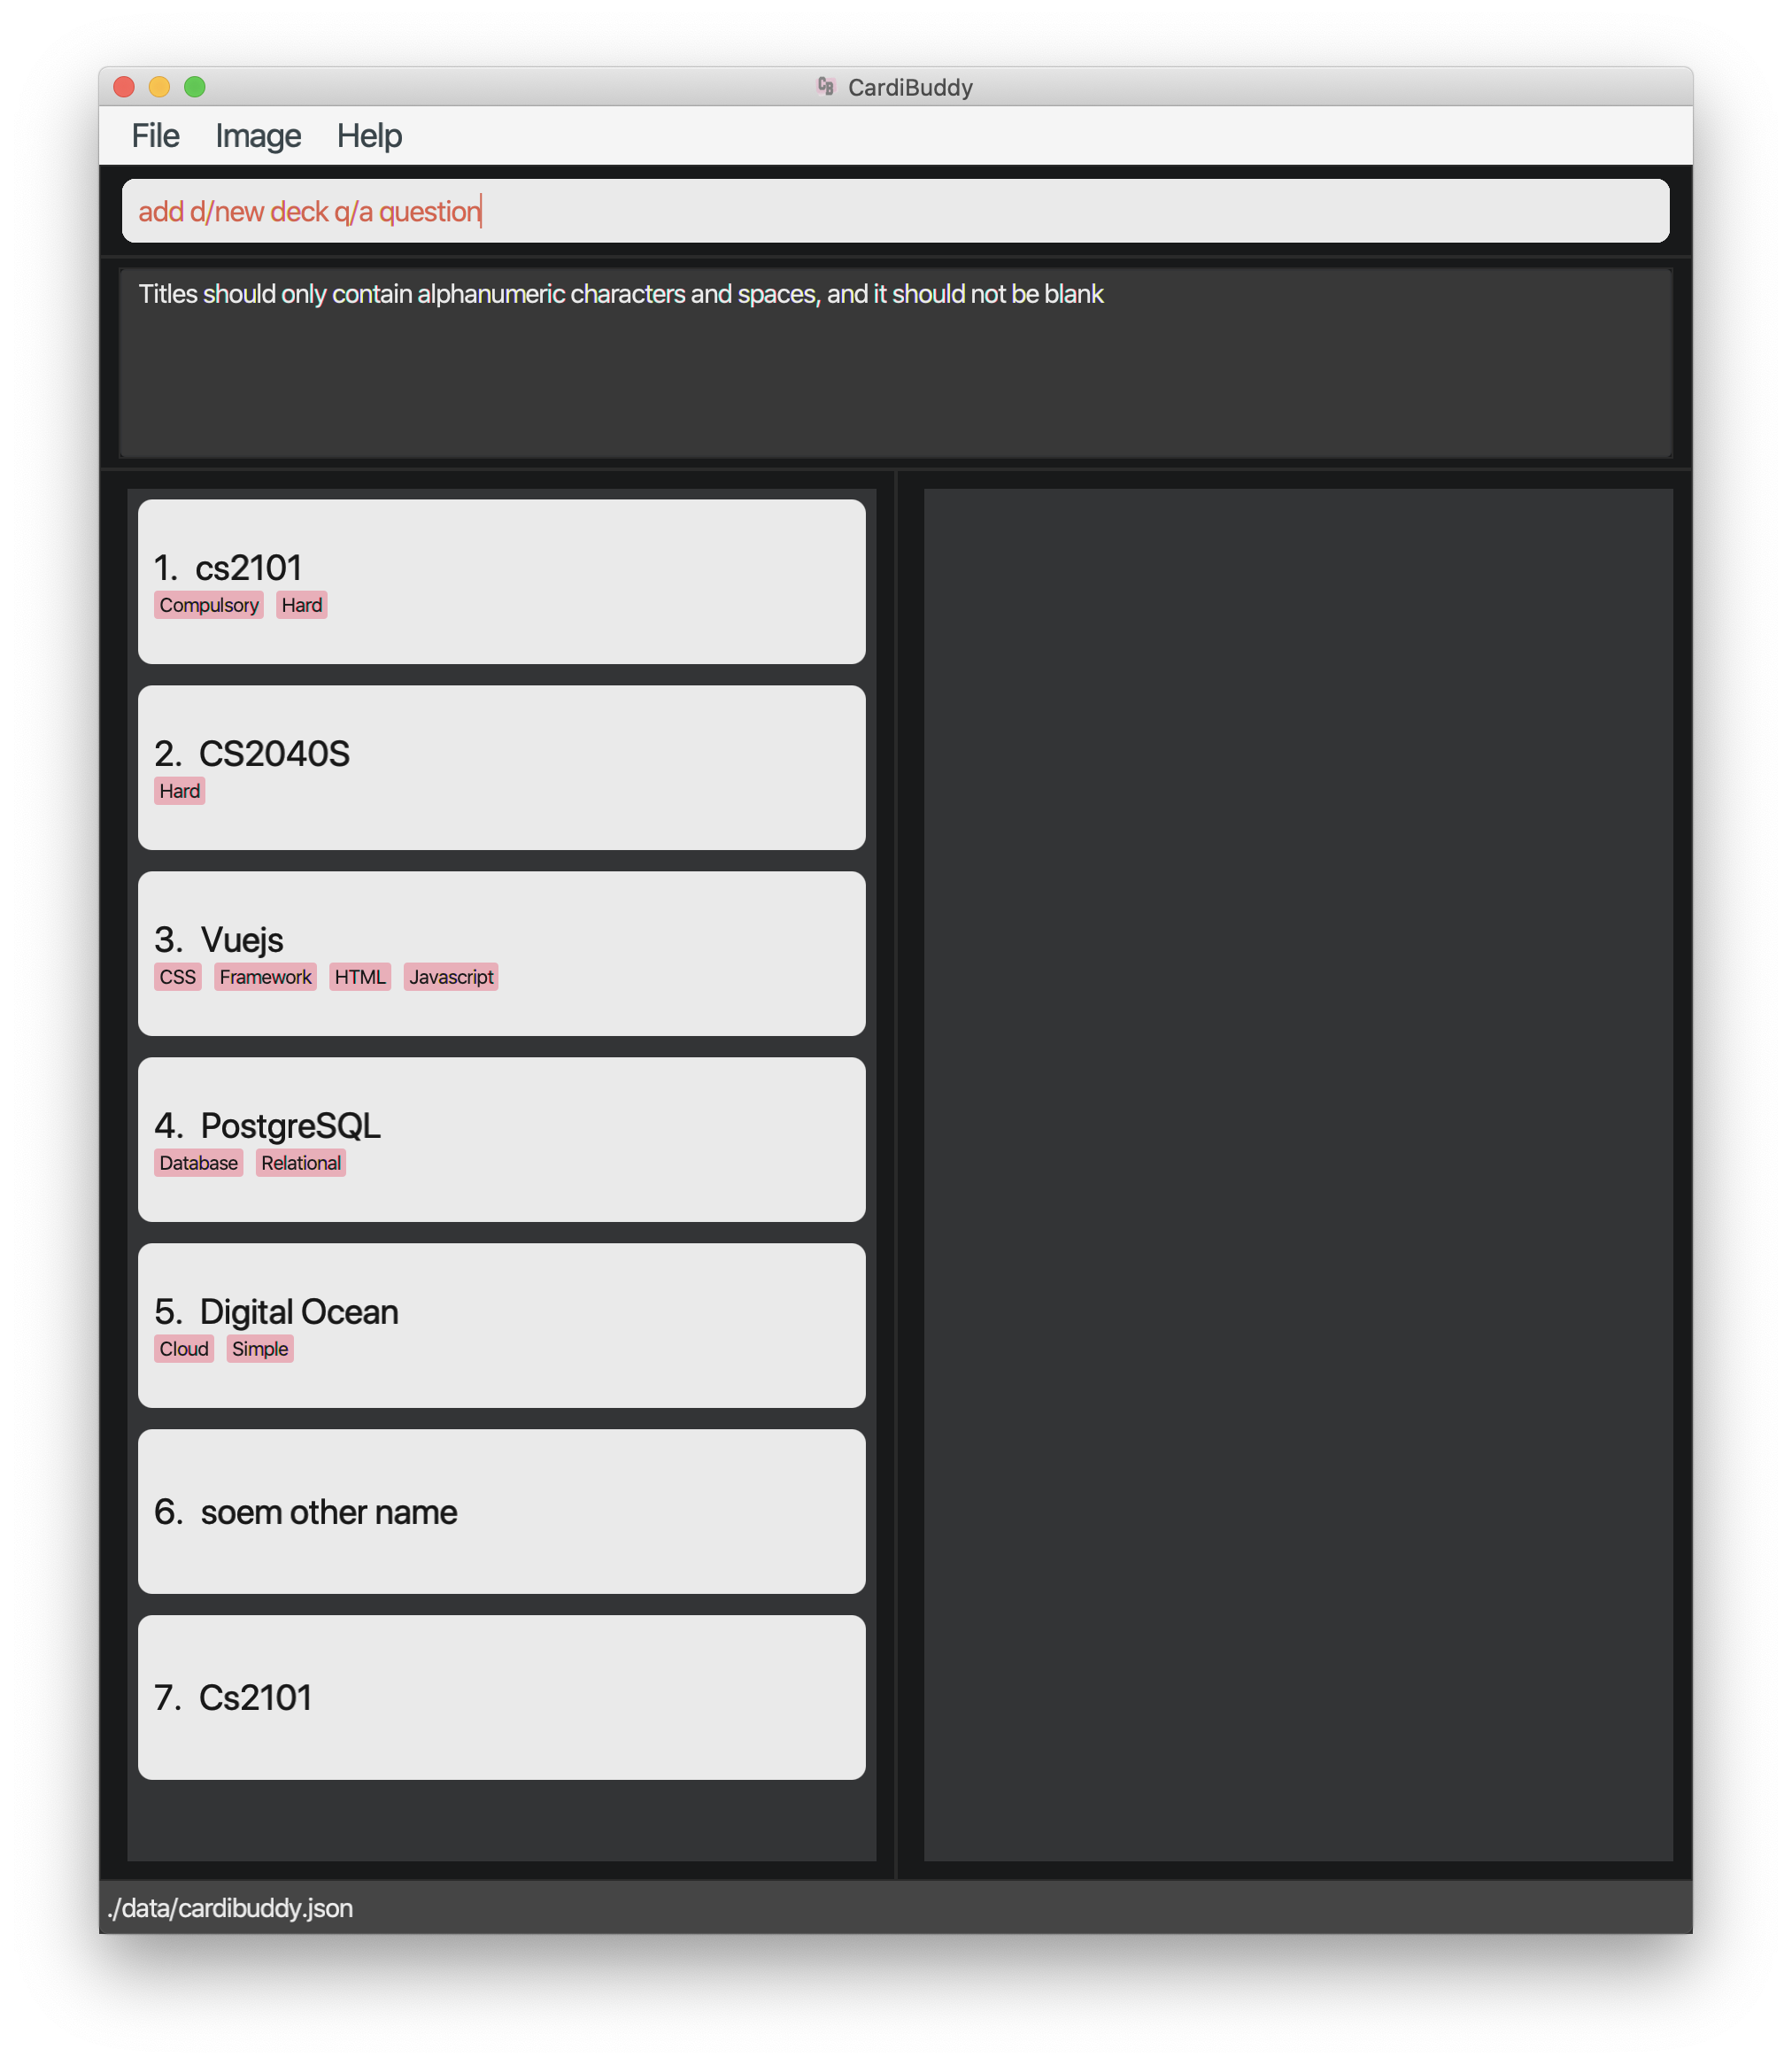 CB CardiBuddy
File Image Help
add d/new deck q/a question
Titles should only contain alphanumeric characters and spaces, and it should not be blank
1. cs2101
Compulsory Hard
2. CS2040S
Hard
3. Vuejs
CSS Framework HTML Javascript
4. PostgreSQL
Database Relational
5. Digital Ocean
Cloud Simple
6. soem other name
7. Cs2101
./data/cardibuddy.json